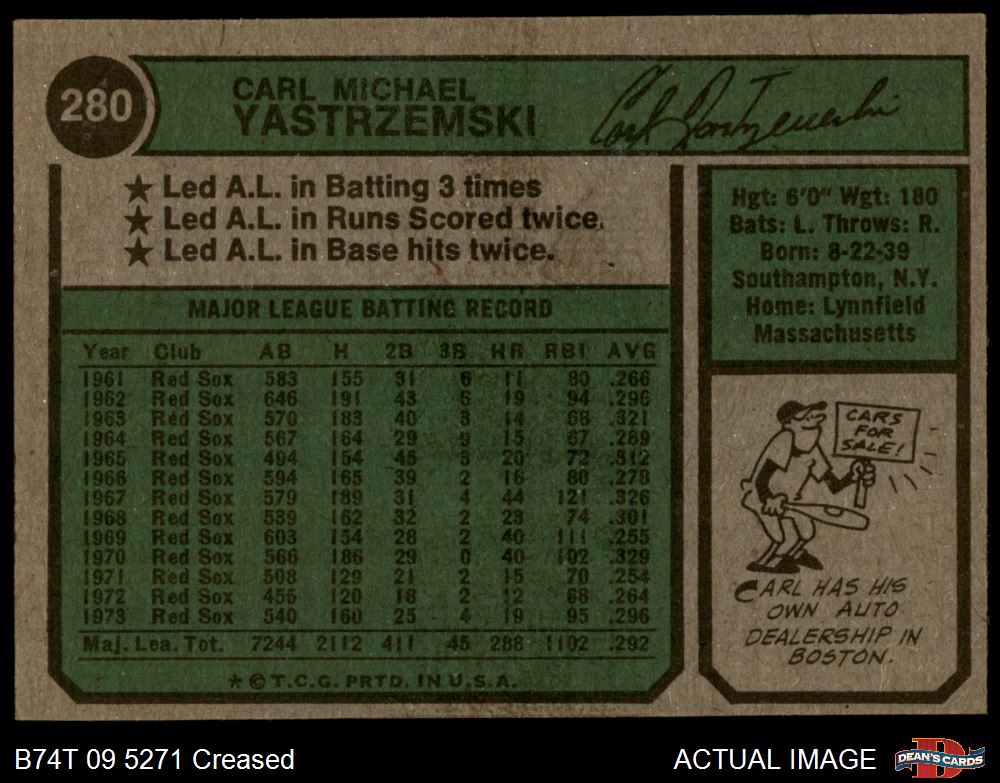 280
CARL MICHAEL
YASTRZEMSKI
Carl Yastrzemski
★ Led A.L. in Batting 3 times
★ Led A.L. in Runs Scored twice.
★ Led A.L. in Base hits twice.
Hgt: 6'0" Wgt: 180
Bats: L. Throws: R.
Born: 8-22-39
Southampton, N.Y.
Home: Lynnfield
Massachusetts
MAJOR LEAGUE BATTING RECORD
Year Club AB H 2B 3B HR RBI AVG
1961 Red Sox 583 155 31 6 11 80 .266
1962 Red Sox 646 191 43 6 19 94 .296
1963 Red Sox 570 183 40 3 14 68 .321
1964 Red Sox 567 164 29 9 15 67 .289
1965 Red Sox 494 154 45 3 20 72 .312
1966 Red Sox 594 165 39 2 16 80 .278
1967 Red Sox 579 189 31 4 44 121 .326
1968 Red Sox 539 162 32 2 23 74 .301
1969 Red Sox 603 154 28 2 40 111 .255
1970 Red Sox 566 186 29 0 40 102 .329
1971 Red Sox 508 129 21 2 15 70 .254
1972 Red Sox 455 120 18 2 12 68 .264
1973 Red Sox 540 160 25 4 19 95 .296
Maj. Lea. Tot. 7244 2112 411 45 288 1102 .292
* © T.C.G. PRTD. IN U.S.A.
CARS
FOR
SALE!
CARL HAS HIS
OWN AUTO
DEALERSHIP IN
BOSTON.
B74T 09 5271 Creased
ACTUAL IMAGE
D
DEAN'S CARDS